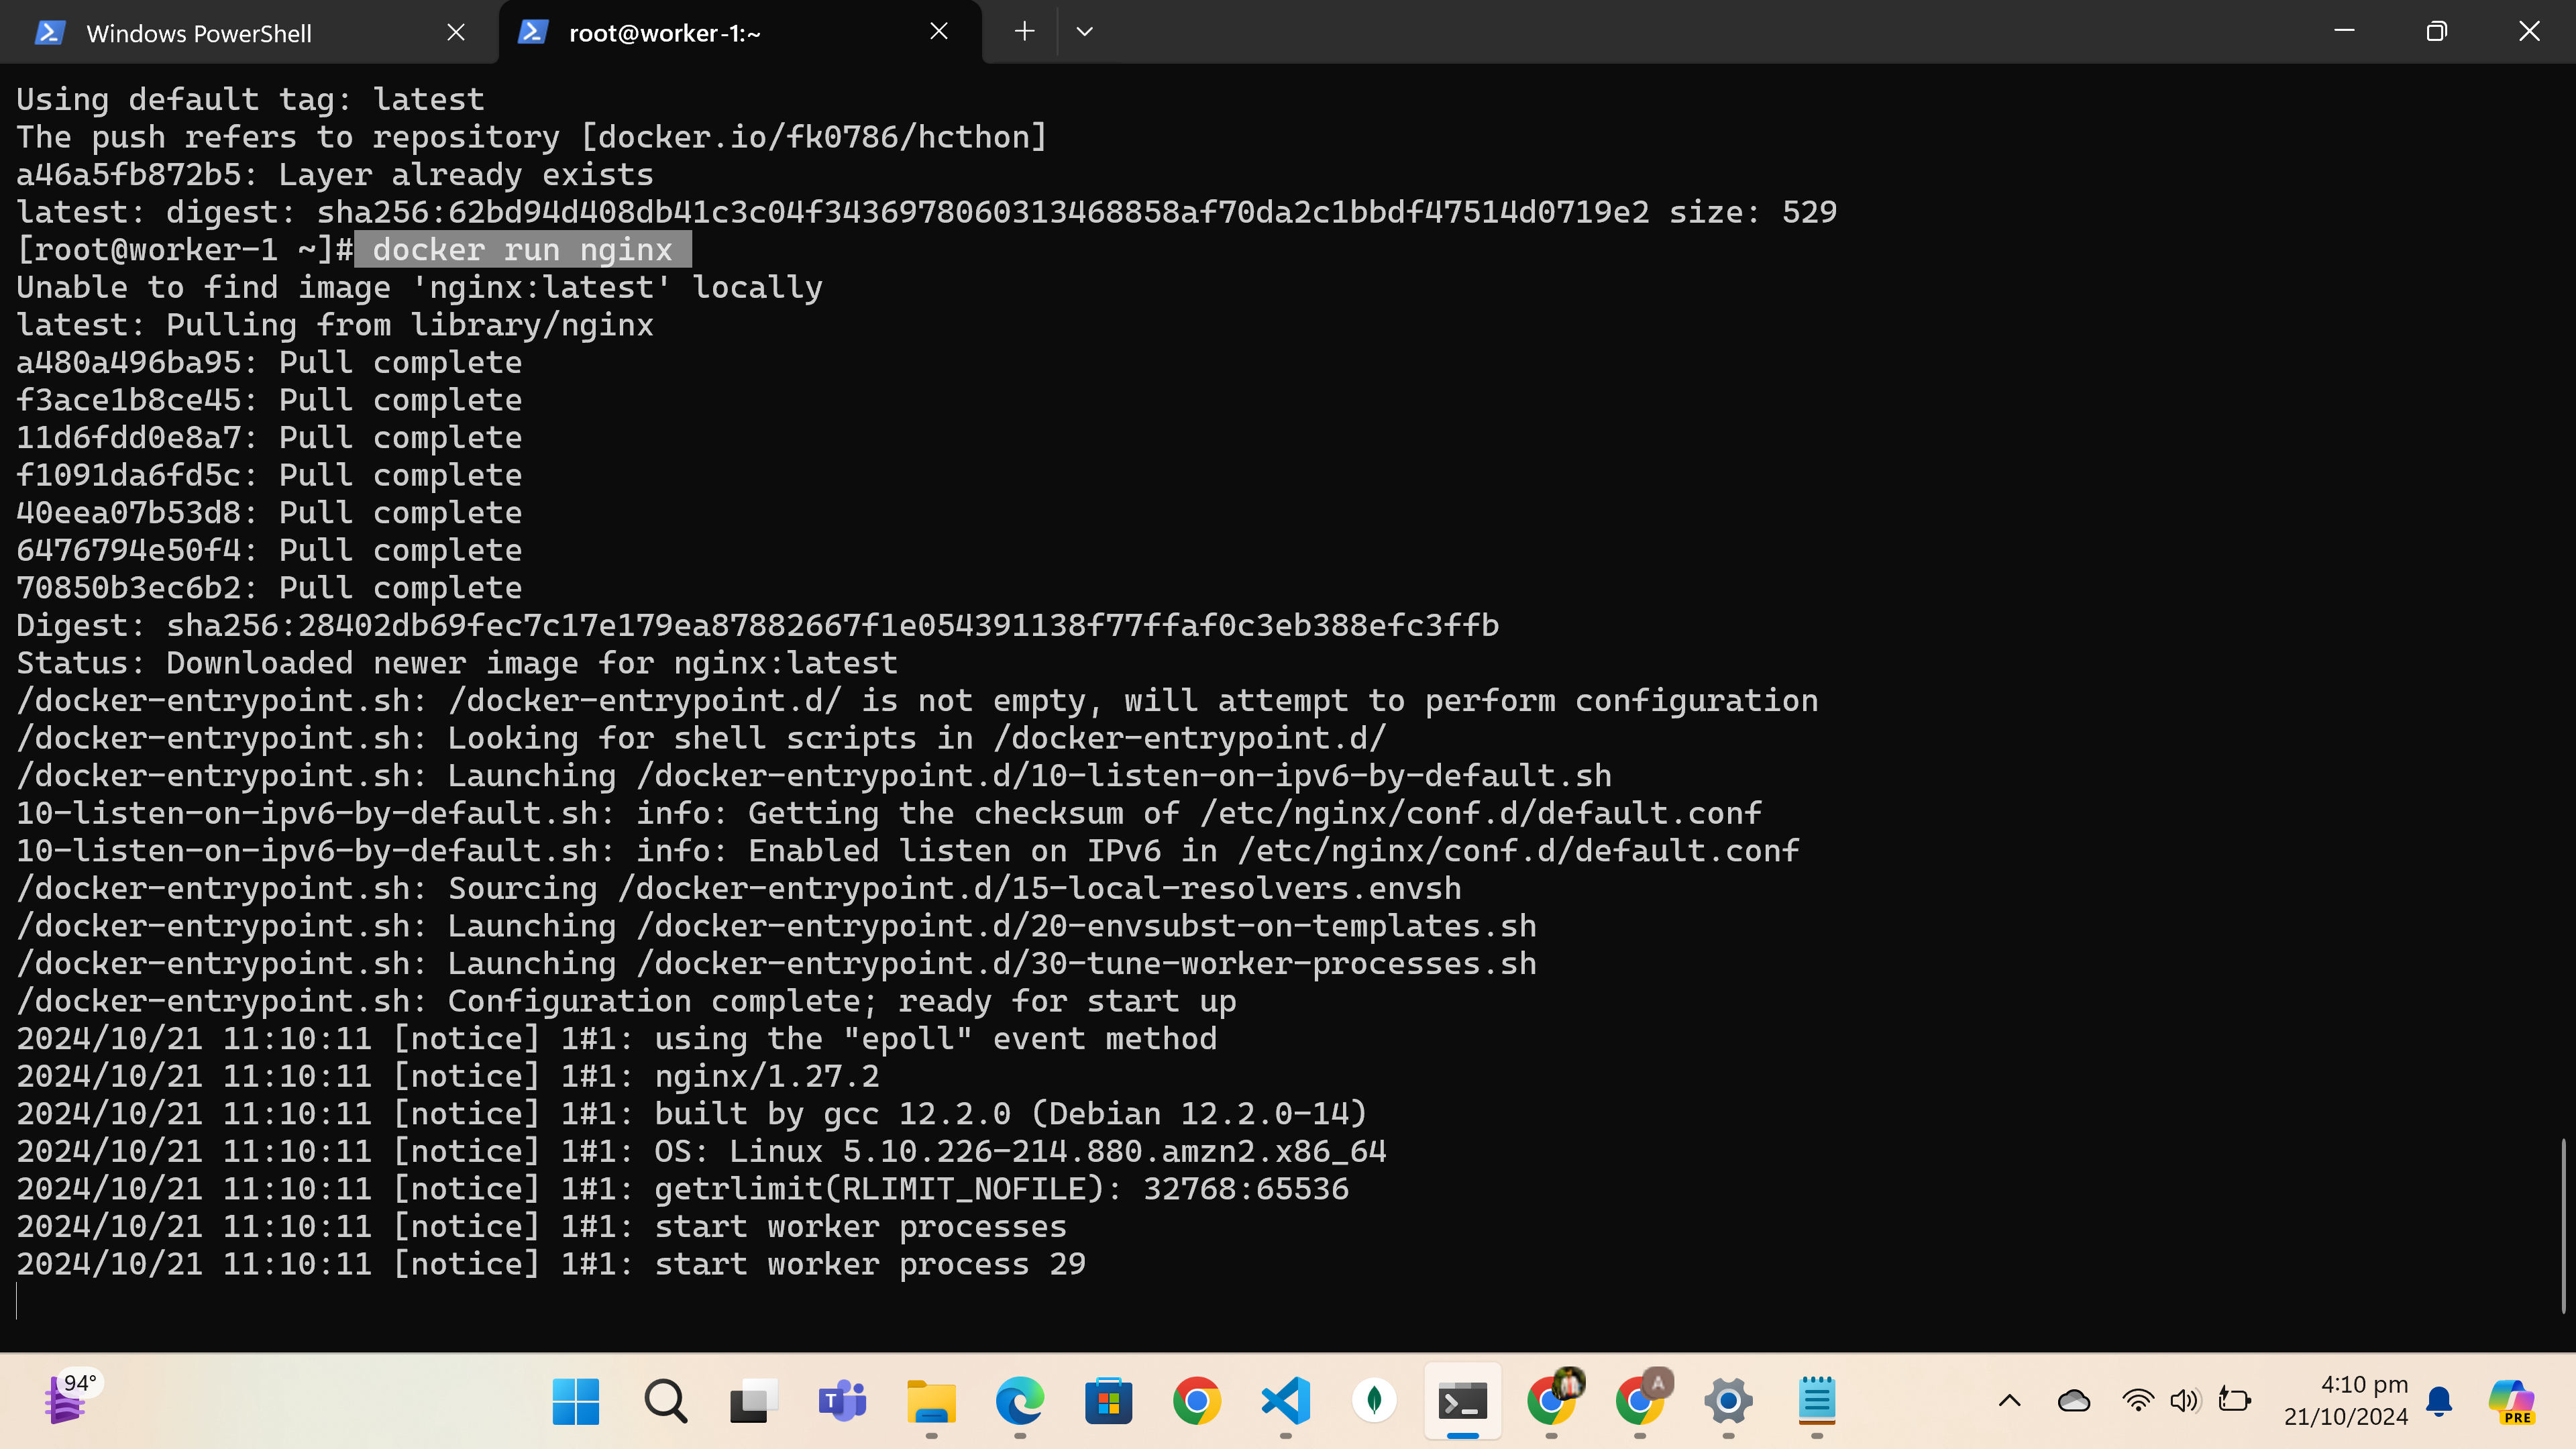 Windows PowerShell
root@worker-1:~
Using default tag: latest
The push refers to repository [docker.io/fk0786/hcthon]
a46a5fb872b5: Layer already exists
latest: digest: sha256:62bd94d408db41c3c04f3436978060313468858af70da2c1bbdf47514d0719e2 size: 529
[root@worker-1 ~]# docker run nginx
Unable to find image 'nginx:latest' locally
latest: Pulling from library/nginx
a480a496ba95: Pull complete
f3ace1b8ce45: Pull complete
11d6fdd0e8a7: Pull complete
f1091da6fd5c: Pull complete
40eea07b53d8: Pull complete
6476794e50f4: Pull complete
70850b3ec6b2: Pull complete
Digest: sha256:28402db69fec7c17e179ea87882667f1e054391138f77ffaf0c3eb388efc3ffb
Status: Downloaded newer image for nginx:latest
/docker-entrypoint.sh: /docker-entrypoint.d/ is not empty, will attempt to perform configuration
/docker-entrypoint.sh: Looking for shell scripts in /docker-entrypoint.d/
/docker-entrypoint.sh: Launching /docker-entrypoint.d/10-listen-on-ipv6-by-default.sh
10-listen-on-ipv6-by-default.sh: info: Getting the checksum of /etc/nginx/conf.d/default.conf
10-listen-on-ipv6-by-default.sh: info: Enabled listen on IPv6 in /etc/nginx/conf.d/default.conf
/docker-entrypoint.sh: Sourcing /docker-entrypoint.d/15-local-resolvers.envsh
/docker-entrypoint.sh: Launching /docker-entrypoint.d/20-envsubst-on-templates.sh
/docker-entrypoint.sh: Launching /docker-entrypoint.d/30-tune-worker-processes.sh
/docker-entrypoint.sh: Configuration complete; ready for start up
2024/10/21 11:10:11 [notice] 1#1: using the "epoll" event method
2024/10/21 11:10:11 [notice] 1#1: nginx/1.27.2
2024/10/21 11:10:11 [notice] 1#1: built by gcc 12.2.0 (Debian 12.2.0-14)
2024/10/21 11:10:11 [notice] 1#1: OS: Linux 5.10.226-214.880.amzn2.x86_64
2024/10/21 11:10:11 [notice] 1#1: getrlimit(RLIMIT_NOFILE): 32768:65536
2024/10/21 11:10:11 [notice] 1#1: start worker processes
2024/10/21 11:10:11 [notice] 1#1: start worker process 29
94°
T
A
4:10 pm
21/10/2024
PRE